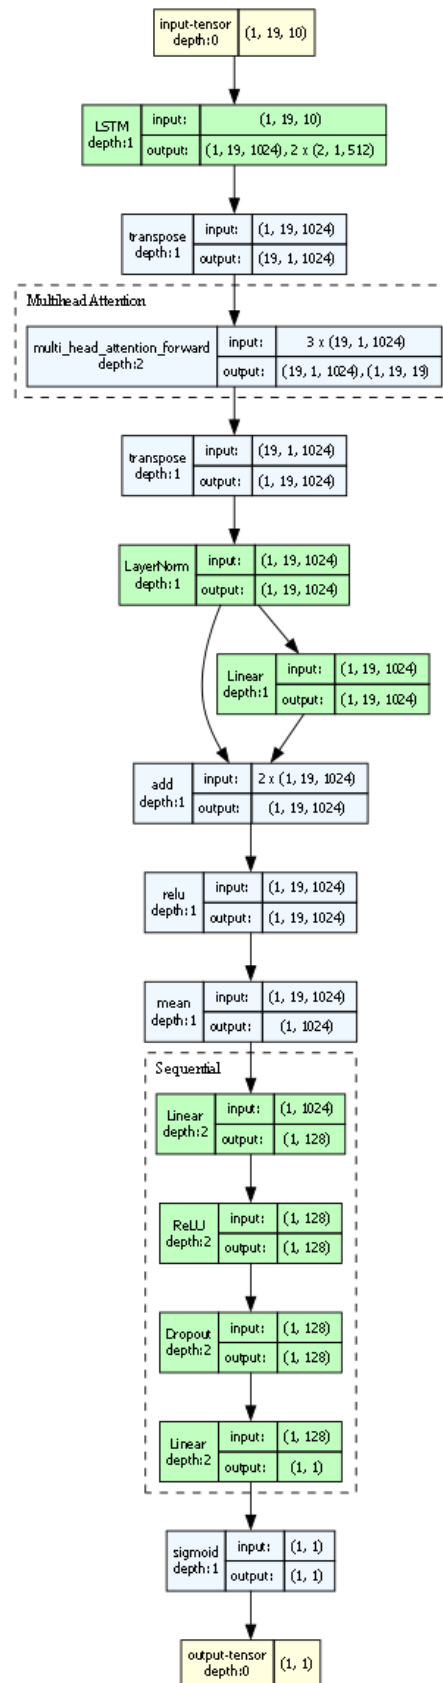 input-tensor
depth:0
(1, 19, 10)
LSTM
depth:1
input:
(1, 19, 10)
output:
(1, 19, 1024), 2 x (2, 1, 512)
transpose
depth:1
input:
(1, 19, 1024)
output:
(19, 1, 1024)
Multihead Attention
multi_head_attention_forward
depth:2
input:
3 x (19, 1, 1024)
output:
(19, 1, 1024), (1, 19, 19)
transpose
depth:1
input:
(19, 1, 1024)
output:
(1, 19, 1024)
LayerNorm
depth:1
input:
(1, 19, 1024)
output:
(1, 19, 1024)
Linear
depth:1
input:
(1, 19, 1024)
output:
(1, 19, 1024)
add
depth:1
input:
2 x (1, 19, 1024)
output:
(1, 19, 1024)
relu
depth:1
input:
(1, 19, 1024)
output:
(1, 19, 1024)
mean
depth:1
input:
(1, 19, 1024)
output:
(1, 1024)
Sequential
Linear
depth:2
input:
(1, 1024)
output:
(1, 128)
ReLU
depth:2
input:
(1, 128)
output:
(1, 128)
Dropout
depth:2
input:
(1, 128)
output:
(1, 128)
Linear
depth:2
input:
(1, 128)
output:
(1, 1)
sigmoid
depth:1
input:
(1, 1)
output:
(1, 1)
output-tensor
depth:0
(1, 1)